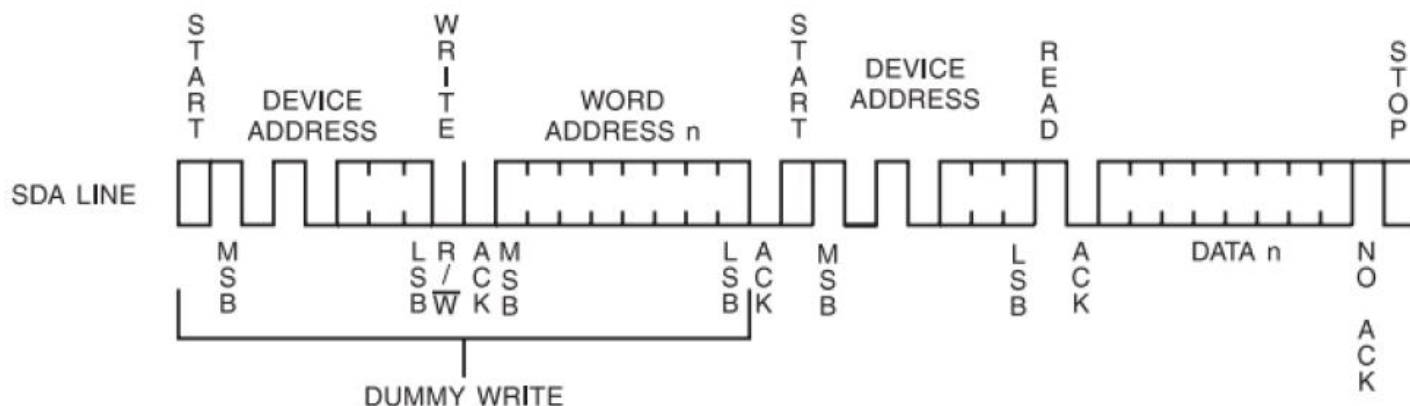 START
WRITE
START
READ
STOP
DEVICE
ADDRESS
WORD
ADDRESS n
DEVICE
ADDRESS
SDA LINE
MSB
LSB
R/W̅
ACK
MSB
LSB
ACK
MSB
LSB
ACK
DATA n
NO ACK
DUMMY WRITE